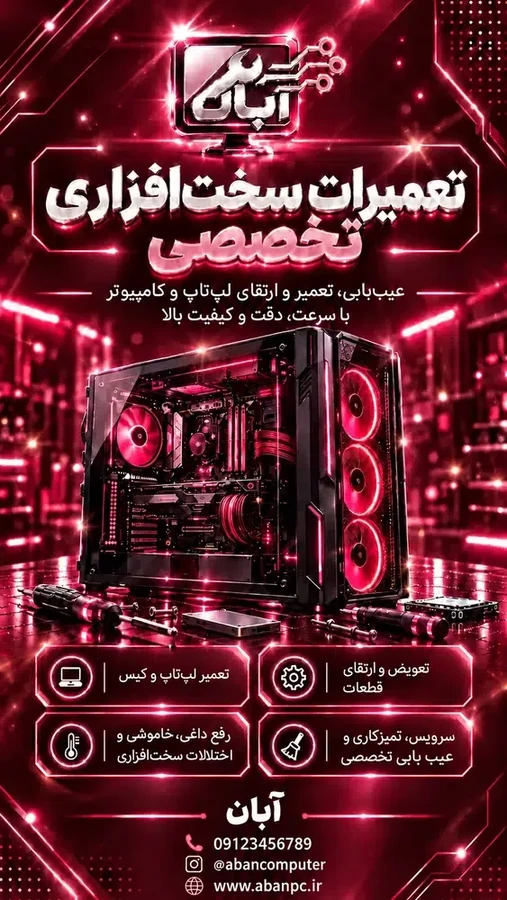 آبان
تعمیرات سخت‌افزاری
تخصصی
عیب‌یابی، تعمیر و ارتقای لپ‌تاپ و کامپیوتر
با سرعت، دقت و کیفیت بالا
تعویض و ارتقای
قطعات
تعمیر لپ‌تاپ و کیس
سرویس، تمیزکاری و
عیب یابی تخصصی
رفع داغی، خاموشی و
اختلالات سخت‌افزاری
آبان
09123456789
@abancomputer
www.abanpc.ir